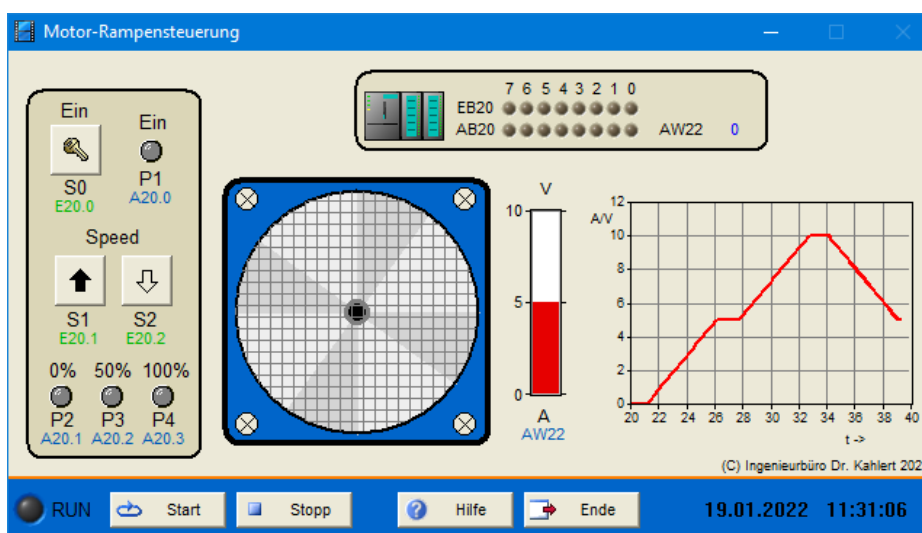 Motor-Rampensteuerung
7 6 5 4 3 2 1 0
EB20
AB20
AW22 0
Ein
S0
E20.0
Ein
P1
A20.0
Speed
S1
E20.1
S2
E20.2
0% 50% 100%
P2 P3 P4
A20.1 A20.2 A20.3
V
10
5
0
A
AW22
A/V
12
10
8
6
4
2
0
20 22 24 26 28 30 32 34 36 38 40
t ->
(C) Ingenieurbüro Dr. Kahlert 202
RUN Start Stopp Hilfe Ende 19.01.2022 11:31:06